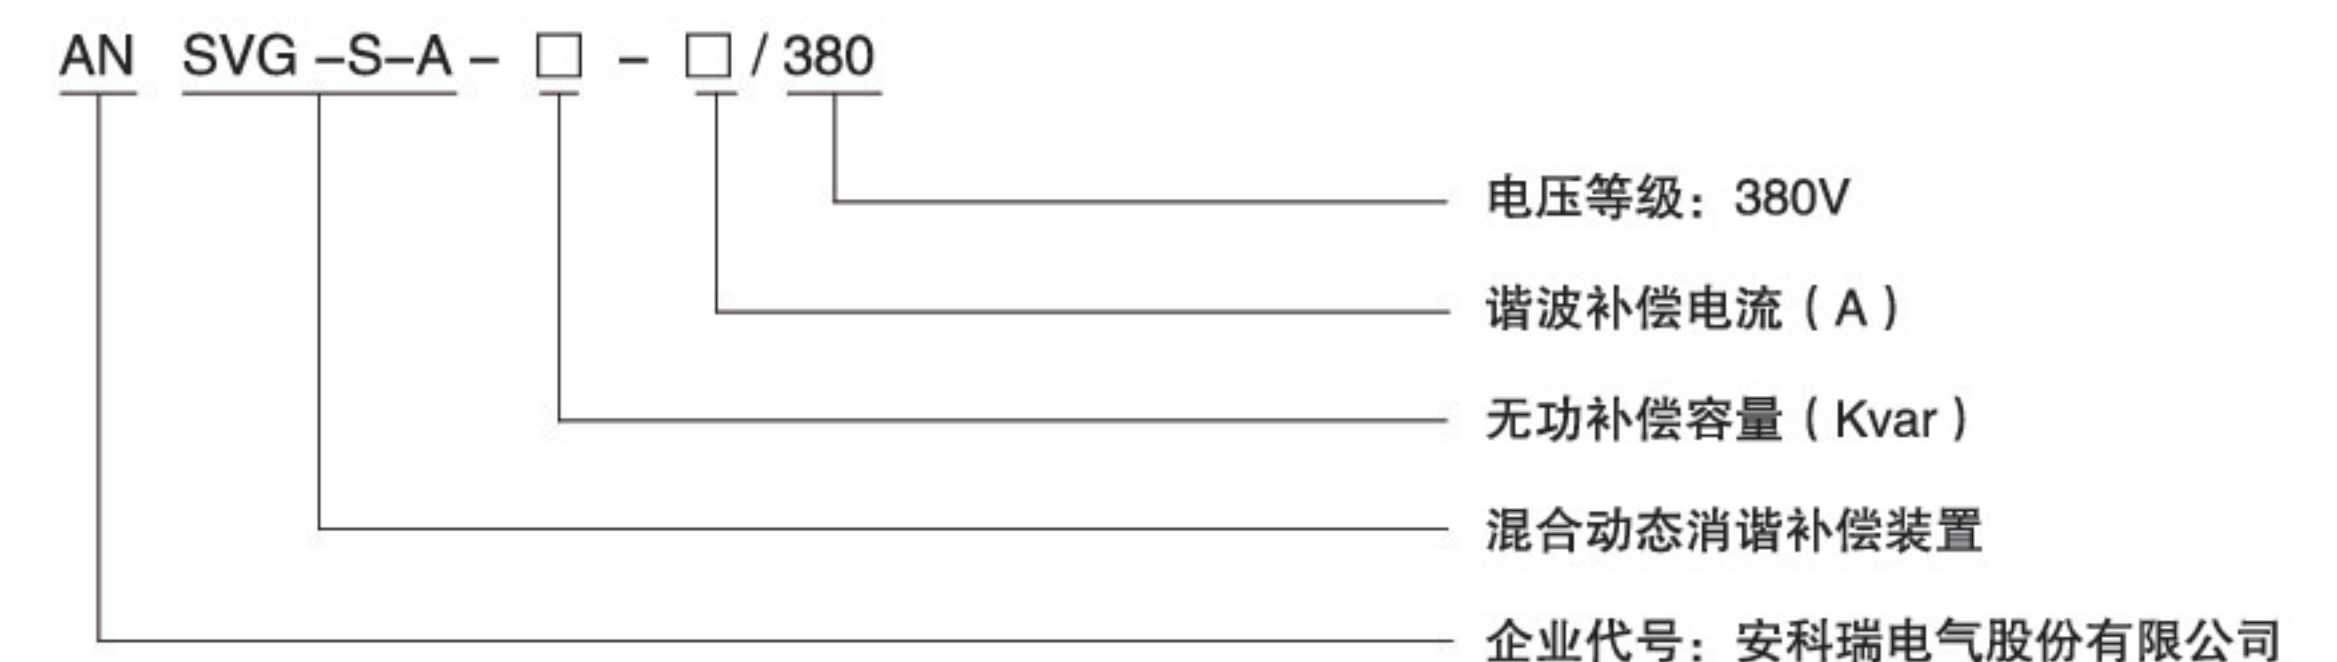 AN SVG –S–A – □ – □ / 380
电压等级：380V
谐波补偿电流（A）
无功补偿容量（Kvar）
混合动态消谐补偿装置
企业代号：安科瑞电气股份有限公司